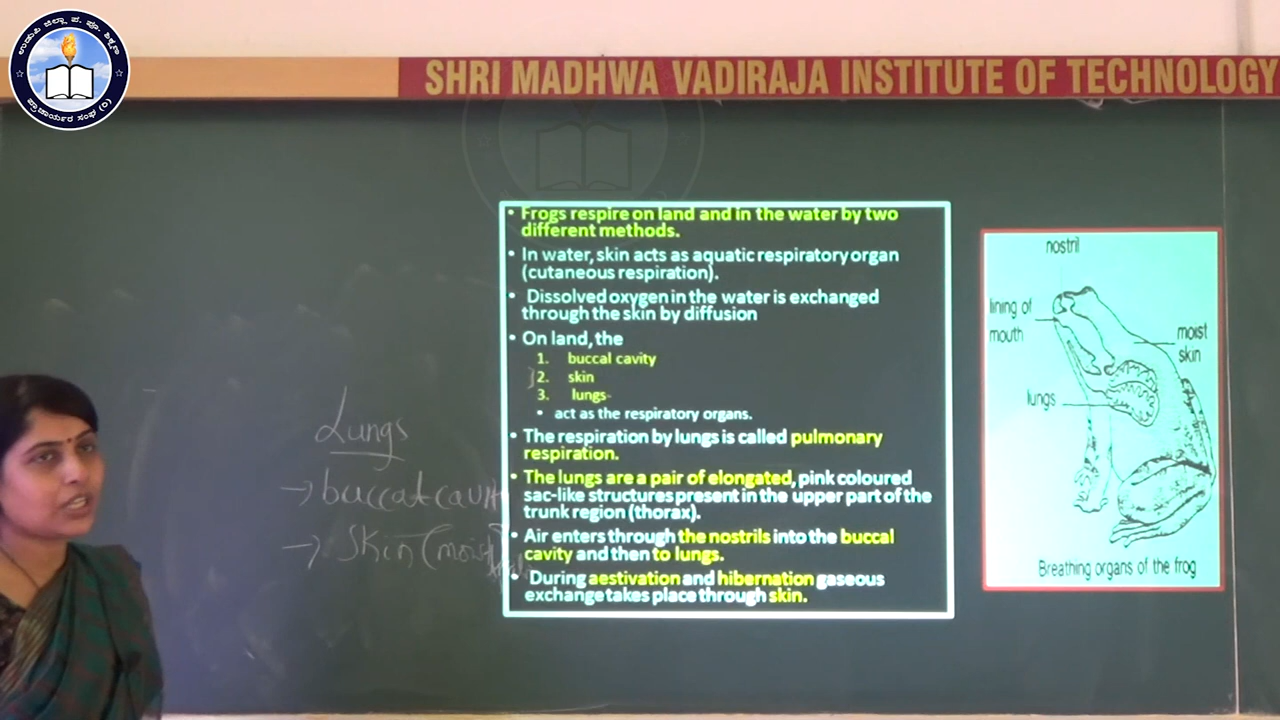 ಉಡುಪಿ ಜಿಲ್ಲಾ ಪ. ಪೂ. ಶಿಕ್ಷಣ
ಪ್ರಾಚಾರ್ಯರ ಸಂಘ (ರಿ)
SHRI MADHWA VADIRAJA INSTITUTE OF TECHNOLOGY
• Frogs respire on land and in the water by two
different methods.
• In water, skin acts as aquatic respiratory organ
(cutaneous respiration).
• Dissolved oxygen in the water is exchanged
through the skin by diffusion
• On land, the
1. buccal cavity
2. skin
3. lungs
• act as the respiratory organs.
• The respiration by lungs is called pulmonary
respiration.
• The lungs are a pair of elongated, pink coloured
sac-like structures present in the upper part of the
trunk region (thorax).
• Air enters through the nostrils into the buccal
cavity and then to lungs.
• During aestivation and hibernation gaseous
exchange takes place through skin.
Lungs
→ buccal
→ Skin (moist)
nostril
lining of
mouth
moist
skin
lungs
Breathing organs of the frog